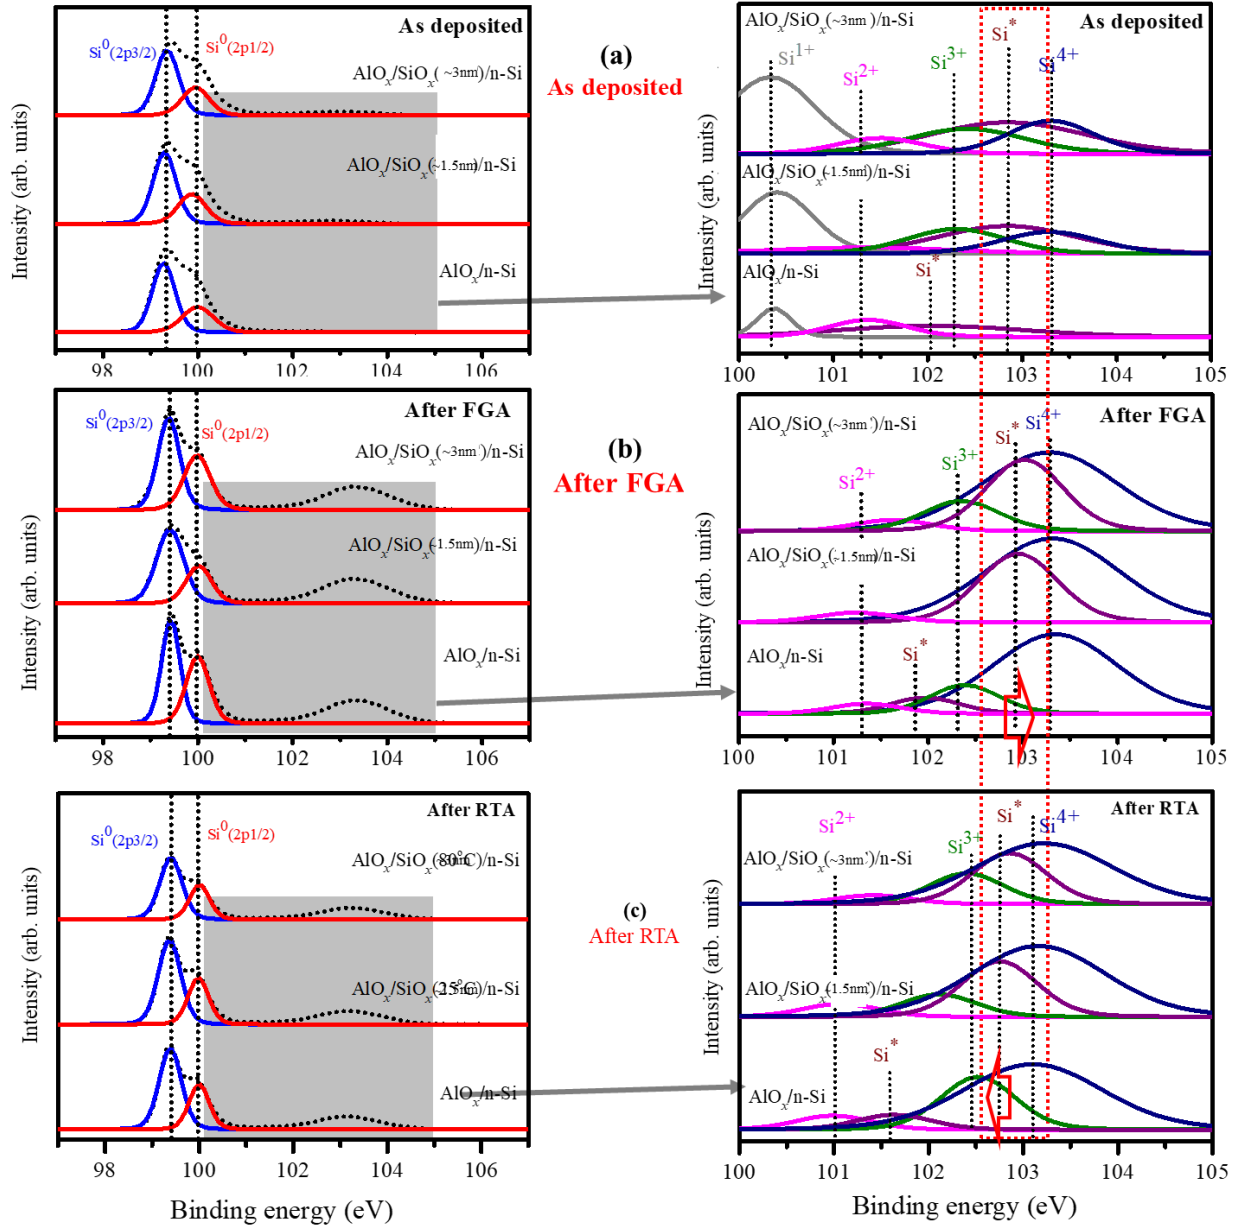 As deposited
Si⁰(2p3/2)
Si⁰(2p1/2)
AlOₓ/SiOₓ(~3nm)/n-Si
AlOₓ/SiOₓ(~1.5nm)/n-Si
AlOₓ/n-Si
Intensity (arb. units)
98 100 102 104 106
(a)
As deposited
AlOₓ/SiOₓ(~3nm)/n-Si
As deposited
Si*
Si¹⁺
Si²⁺
Si³⁺
Si⁴⁺
AlOₓ/SiOₓ(~1.5nm)/n-Si
AlOₓ/n-Si
Si*
Intensity (arb. units)
100 101 102 103 104 105
After FGA
Si⁰(2p3/2)
Si⁰(2p1/2)
AlOₓ/SiOₓ(~3nm)/n-Si
AlOₓ/SiOₓ(~1.5nm)/n-Si
AlOₓ/n-Si
Intensity (arb. units)
98 100 102 104 106
(b)
After FGA
AlOₓ/SiOₓ(~3nm)/n-Si
After FGA
Si²⁺
Si³⁺
Si*
Si⁴⁺
AlOₓ/SiOₓ(~1.5nm)/n-Si
AlOₓ/n-Si
Si*
Intensity (arb. units)
100 101 102 103 104 105
After RTA
Si⁰(2p3/2)
Si⁰(2p1/2)
AlOₓ/SiOₓ(80°C)/n-Si
AlOₓ/SiOₓ(25°C)/n-Si
AlOₓ/n-Si
Intensity (arb. units)
98 100 102 104 106
Binding energy (eV)
(c)
After RTA
After RTA
Si²⁺
Si³⁺
Si*
Si⁴⁺
AlOₓ/SiOₓ(~3nm)/n-Si
AlOₓ/SiOₓ(1.5nm)/n-Si
Si*
AlOₓ/n-Si
Intensity (arb. units)
100 101 102 103 104 105
Binding energy (eV)